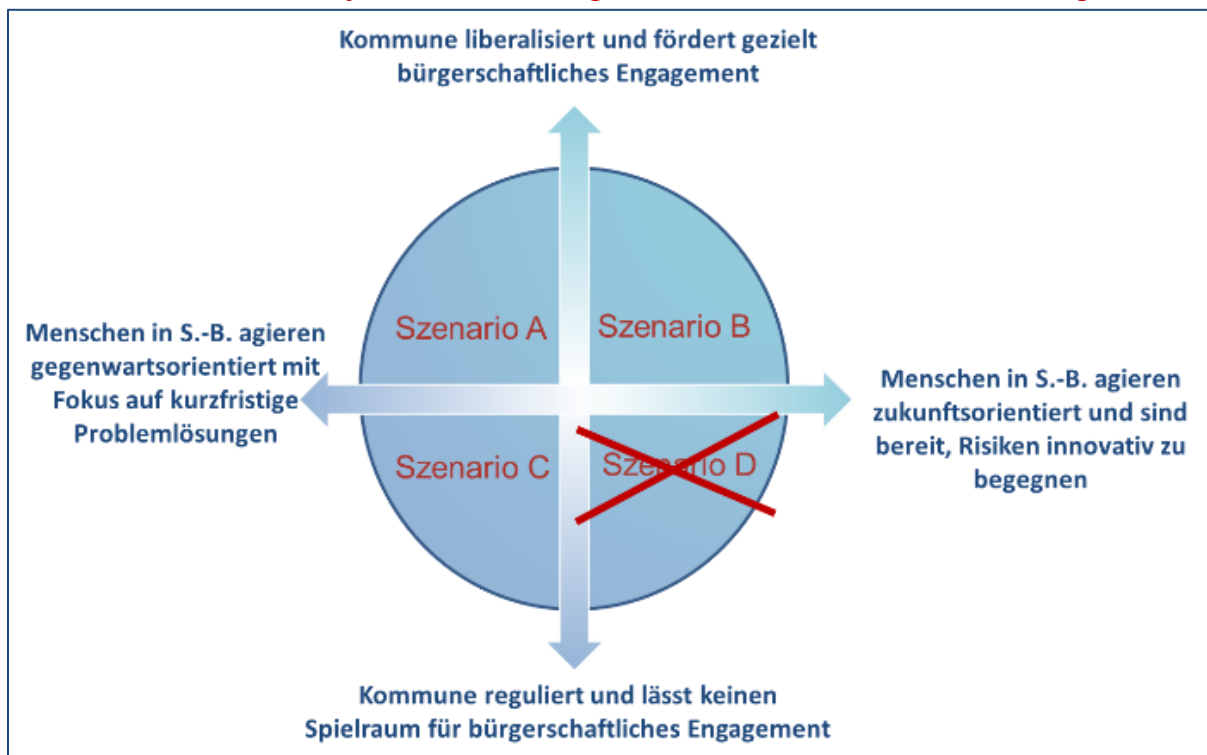 Kommune liberalisiert und fördert gezielt
bürgerschaftliches Engagement
Szenario A
Szenario B
Menschen in S.-B. agieren
gegenwartsorientiert mit
Fokus auf kurzfristige
Problemlösungen
Menschen in S.-B. agieren
zukunftsorientiert und sind
bereit, Risiken innovativ zu
begegnen
Szenario C
Szenario D
Kommune reguliert und lässt keinen
Spielraum für bürgerschaftliches Engagement